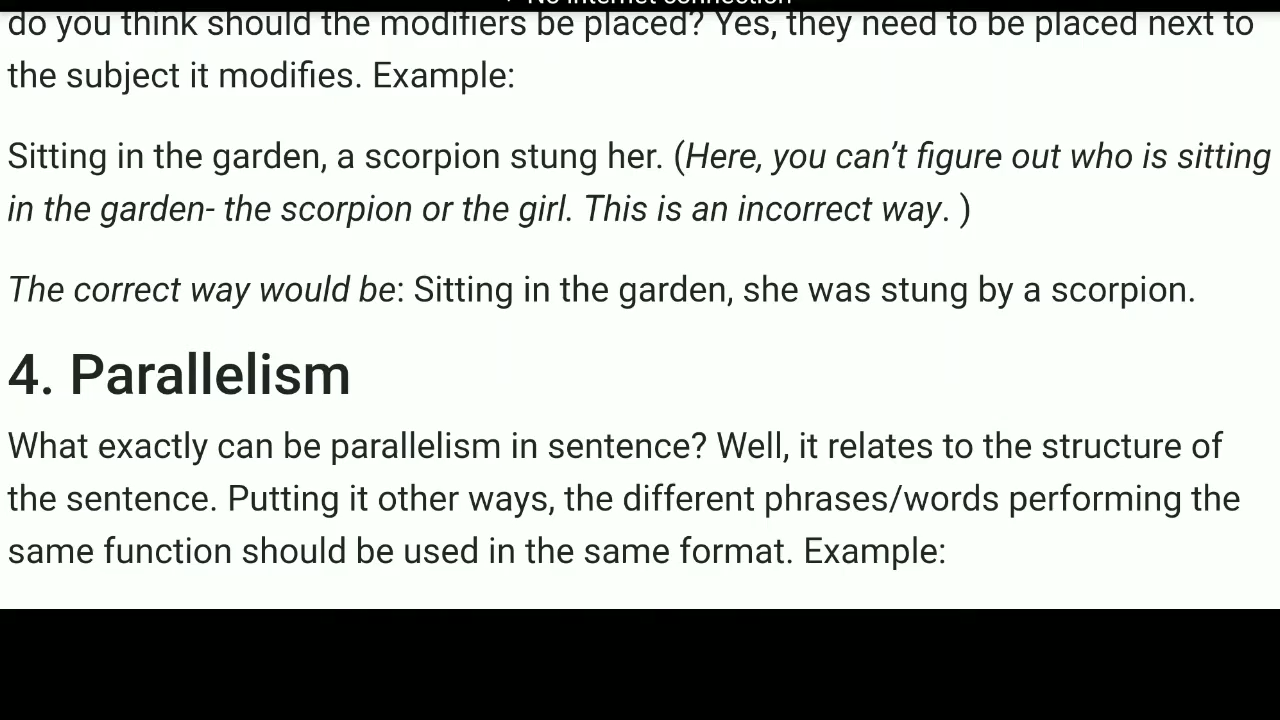 No internet connection
do you think should the modifiers be placed? Yes, they need to be placed next to
the subject it modifies. Example:
Sitting in the garden, a scorpion stung her. (Here, you can’t figure out who is sitting
in the garden- the scorpion or the girl. This is an incorrect way. )
The correct way would be: Sitting in the garden, she was stung by a scorpion.
4. Parallelism
What exactly can be parallelism in sentence? Well, it relates to the structure of
the sentence. Putting it other ways, the different phrases/words performing the
same function should be used in the same format. Example: